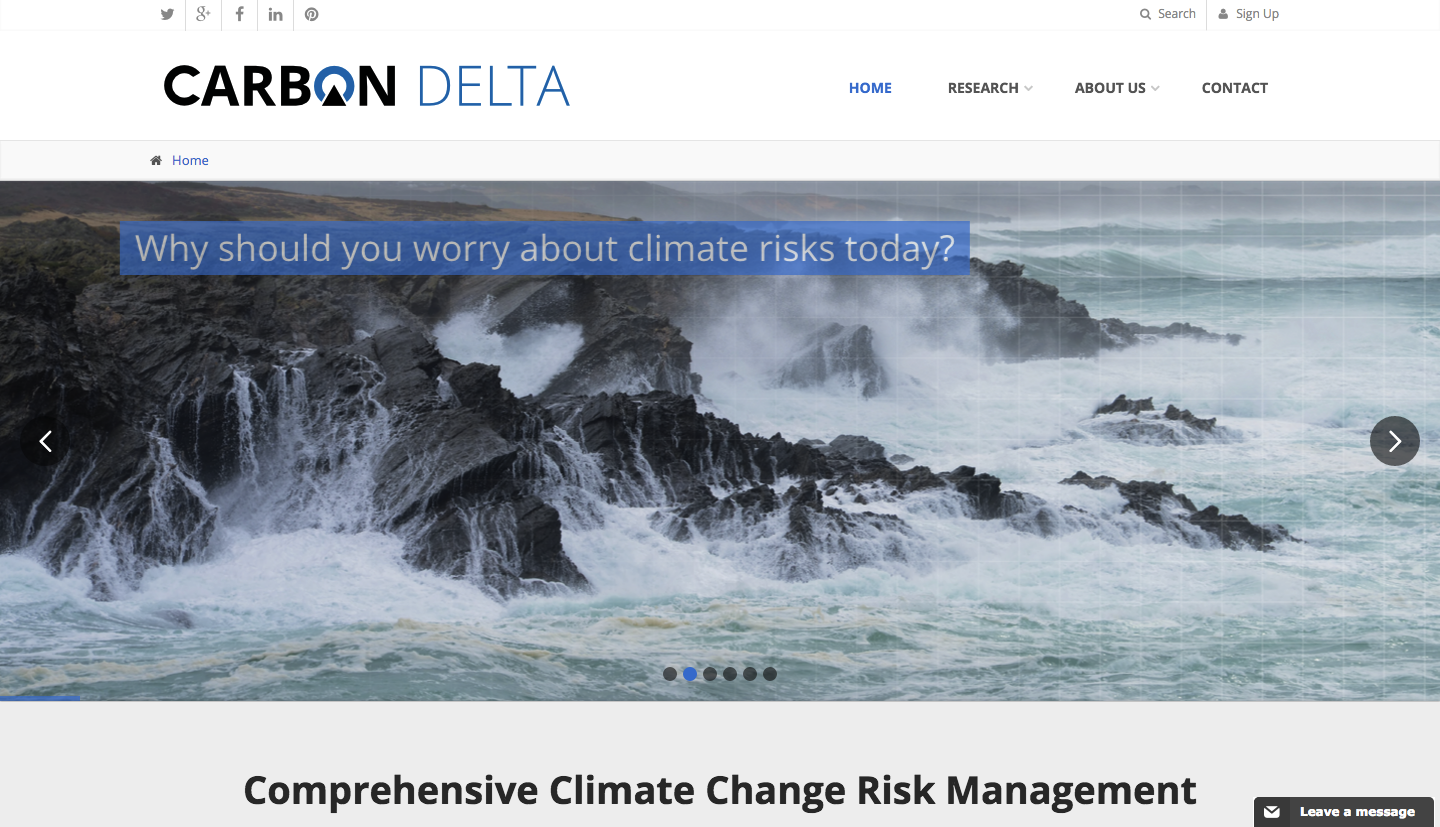 Search
Sign Up
CARBON DELTA
HOME
RESEARCH
ABOUT US
CONTACT
Home
Why should you worry about climate risks today?
Comprehensive Climate Change Risk Management
Leave a message